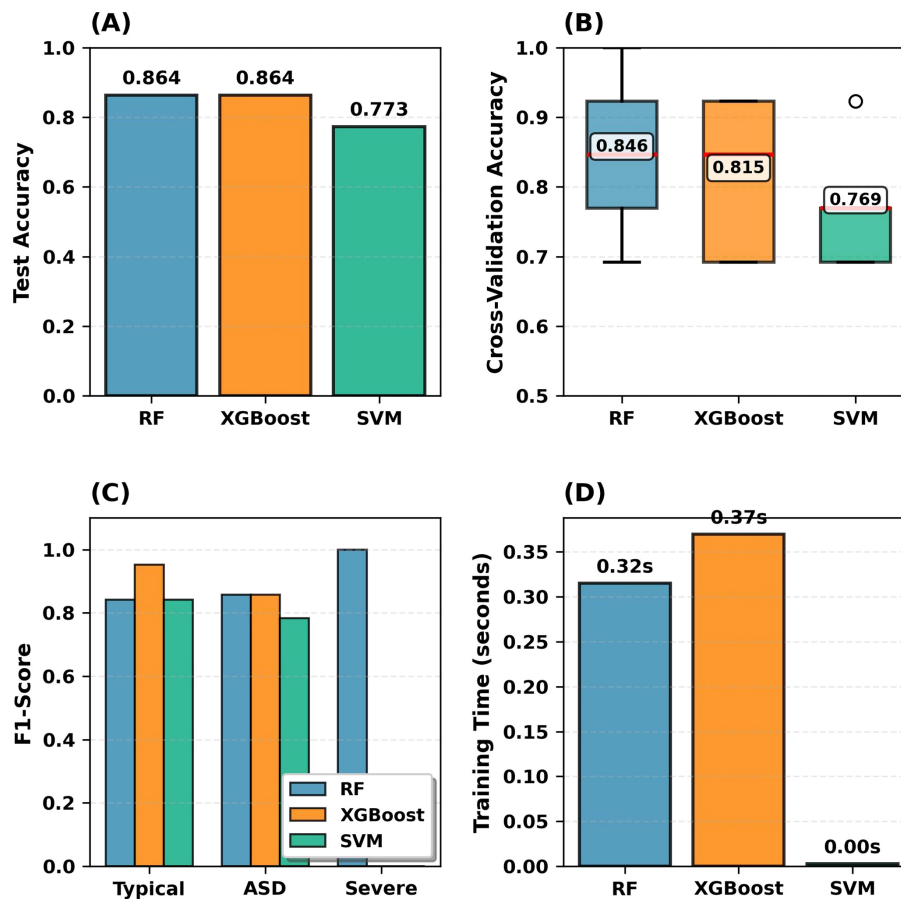 (A)
Test Accuracy
1.0
0.8
0.6
0.4
0.2
0.0
0.864
0.864
0.773
RF
XGBoost
SVM
(B)
Cross-Validation Accuracy
1.0
0.9
0.8
0.7
0.6
0.5
0.846
0.815
0.769
RF
XGBoost
SVM
(C)
F1-Score
1.0
0.8
0.6
0.4
0.2
0.0
RF
XGBoost
SVM
Typical
ASD
Severe
(D)
Training Time (seconds)
0.35
0.30
0.25
0.20
0.15
0.10
0.05
0.00
0.32s
0.37s
0.00s
RF
XGBoost
SVM